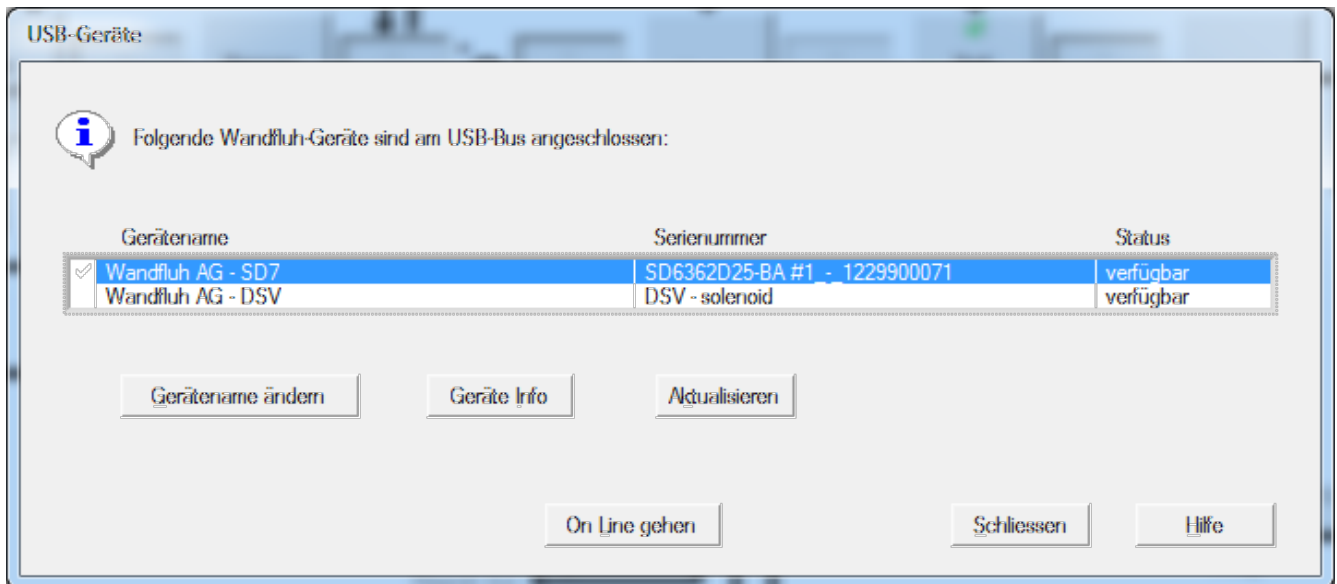 USB-Geräte
Folgende Wandfluh-Geräte sind am USB-Bus angeschlossen:
Gerätename Serienummer Status
Wandfluh AG - SD7 SD6362D25-BA #1_-_1229900071 verfügbar
Wandfluh AG - DSV DSV - solenoid verfügbar
Gerätename ändern Geräte Info Aktualisieren
On Line gehen Schliessen Hilfe